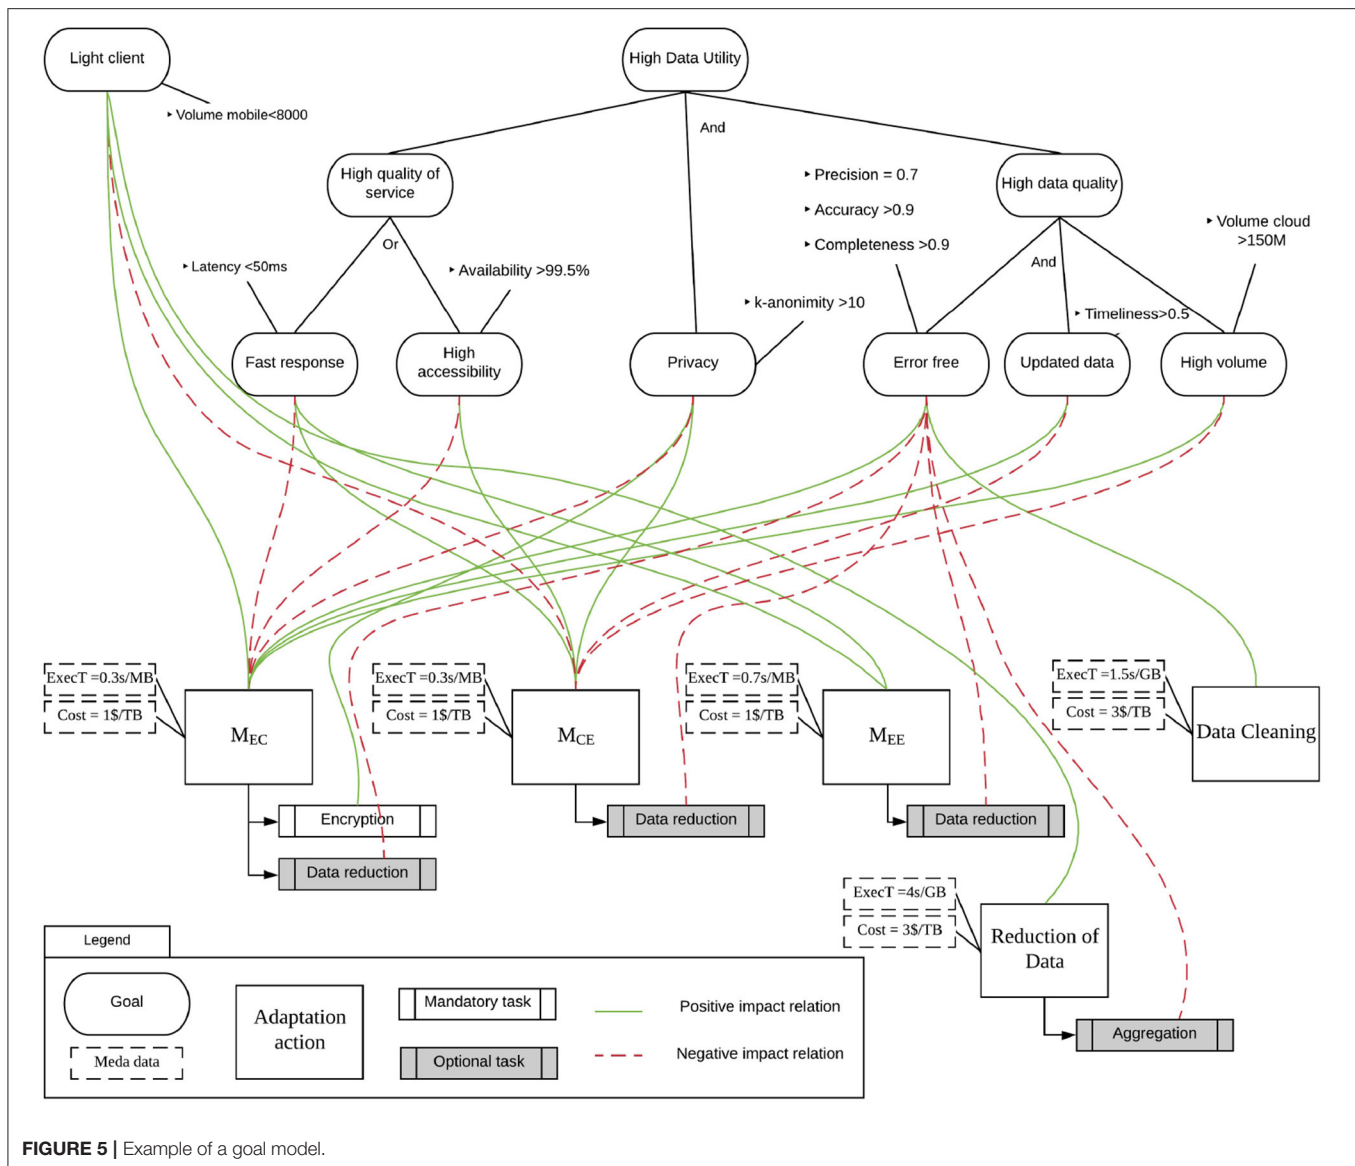 Light client
High Data Utility
‣ Volume mobile<8000
And
High quality of
service
‣ Precision = 0.7
‣ Accuracy >0.9
‣ Completeness >0.9
High data quality
‣ Volume cloud
>150M
Or
‣ Latency <50ms
‣ Availability >99.5%
And
‣ k-anonimity >10
‣ Timeliness>0.5
Fast response
High
accessibility
Privacy
Error free
Updated data
High volume
ExecT =0.3s/MB
Cost = 1$/TB
MEC
ExecT =0.3s/MB
Cost = 1$/TB
MCE
ExecT =0.7s/MB
Cost = 1$/TB
MEE
ExecT =1.5s/GB
Cost = 3$/TB
Data Cleaning
Encryption
Data reduction
Data reduction
Data reduction
ExecT =4s/GB
Cost = 3$/TB
Reduction of
Data
Aggregation
Legend
Goal
Meda data
Adaptation
action
Mandatory task
Optional task
Positive impact relation
Negative impact relation
FIGURE 5 | Example of a goal model.